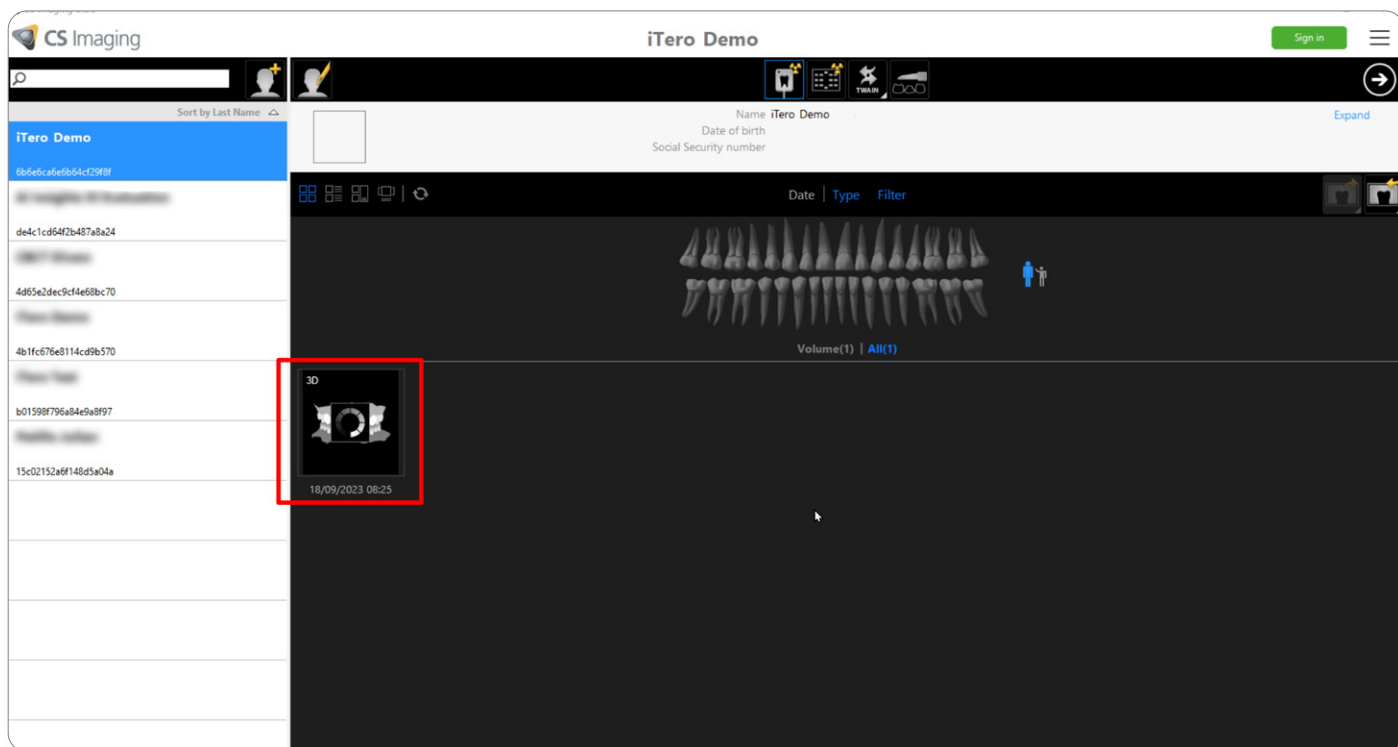 CS Imaging
iTero Demo
Sign in
TWAIN
Sort by Last Name
iTero Demo
6b6e6ca6e6b64cf29f8f
de4c1cd64f2b487a8a24
4d65e2dec9cf4e68bc70
4b1fc676e8114cd9b570
b01598f796a84e9a8f97
15c02152a6f148d5a04a
Name iTero Demo
Expand
Date of birth
Social Security number
Date | Type Filter
Volume(1) | All(1)
3D
18/09/2023 08:25